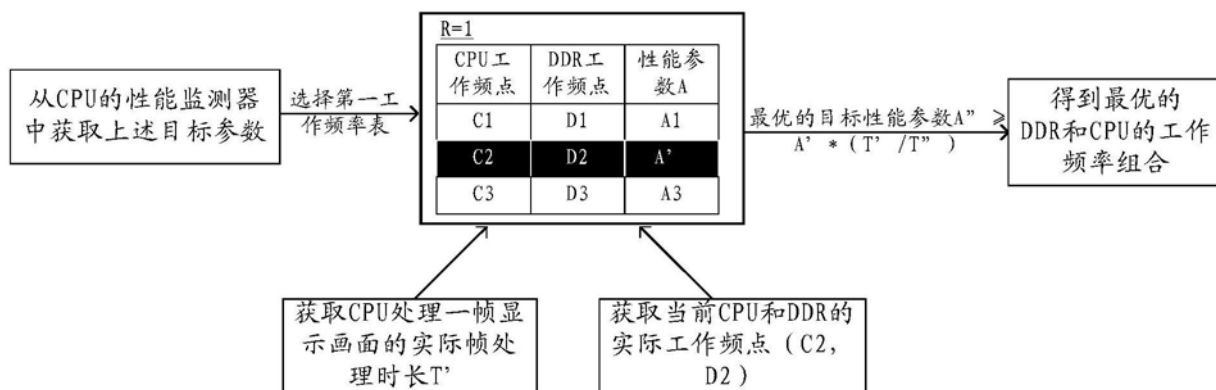 从CPU的性能监测器
中获取上述目标参数
选择第一工
作频率表
R=1
CPU工
作频点
DDR工
作频点
性能参
数A
C1
D1
A1
C2
D2
A'
C3
D3
A3
最优的目标性能参数A" ≥
A' * ( T' /T" )
得到最优的
DDR和CPU的工作
频率组合
获取CPU处理一帧显
示画面的实际帧处
理时长T'
获取当前CPU和DDR的
实际工作频点（C2,
D2）